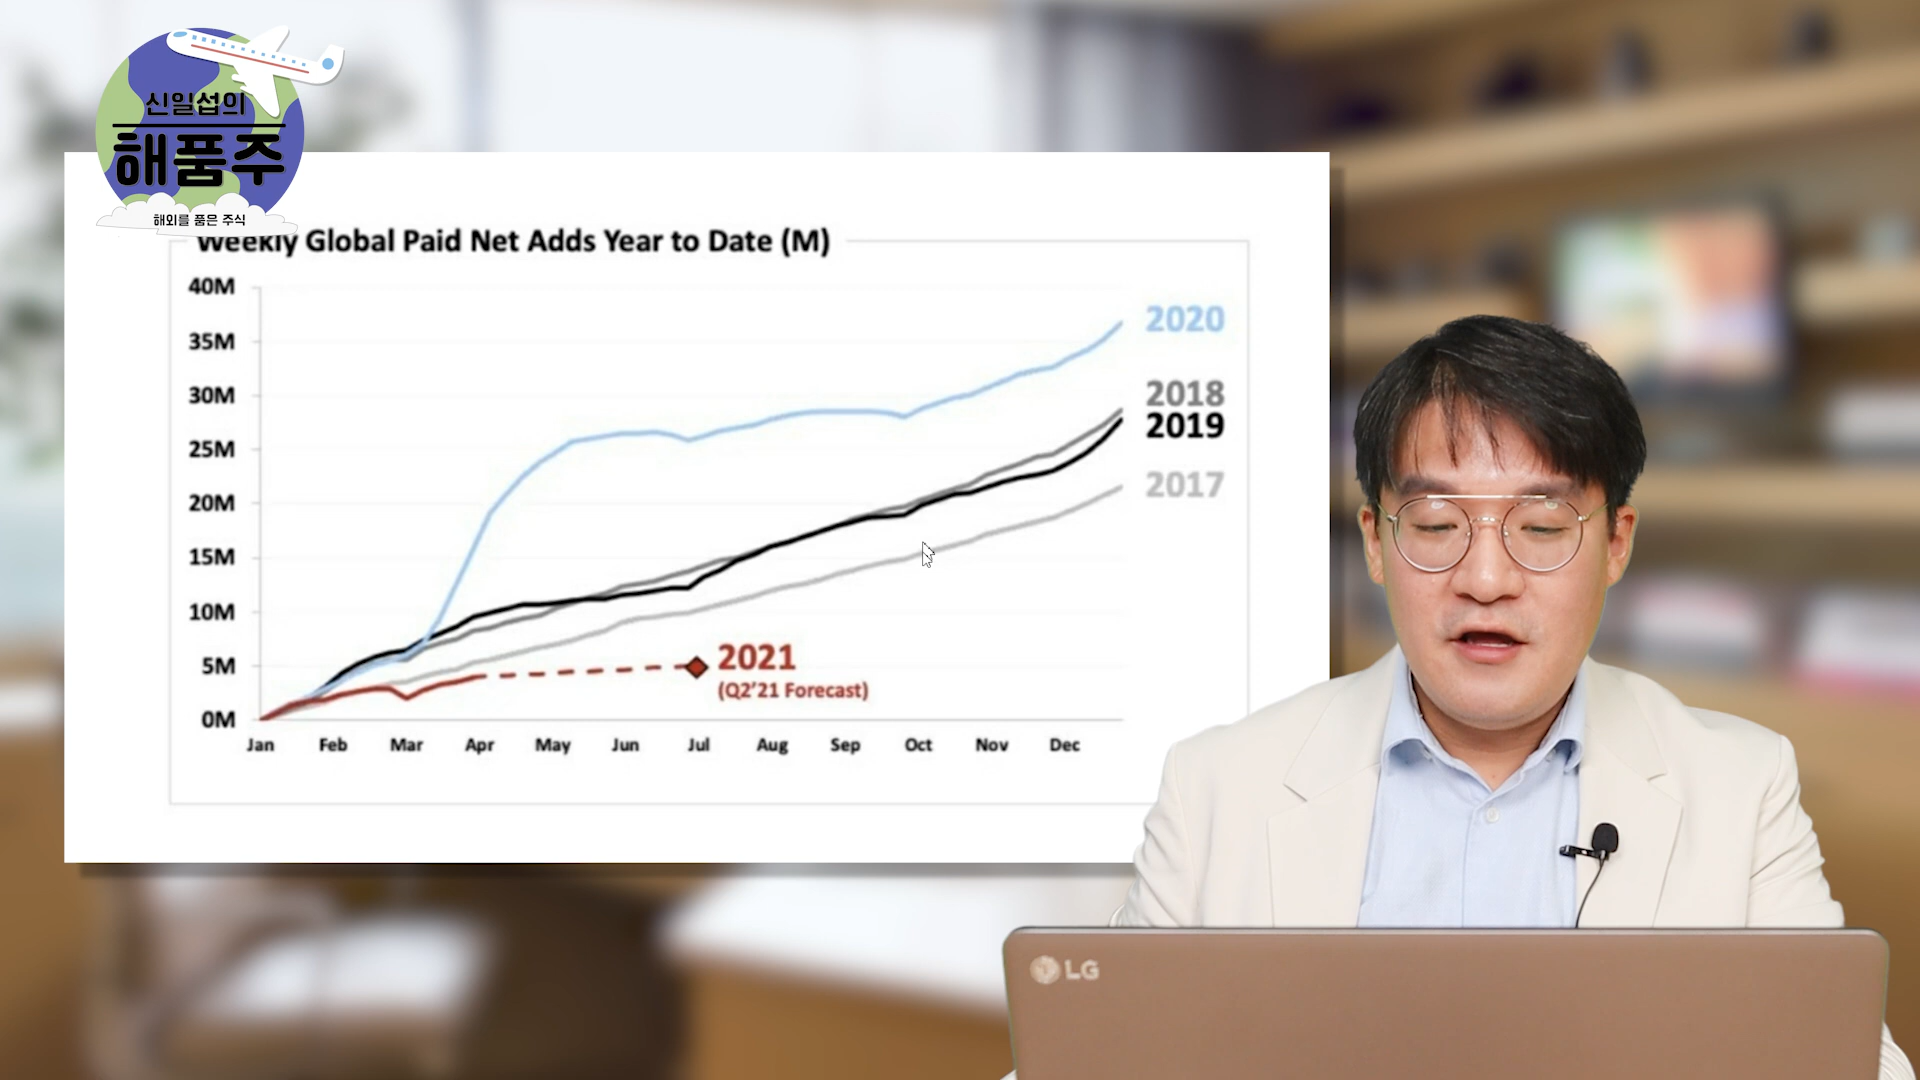 신일섭의
해품주
해외를 품은 주식
Weekly Global Paid Net Adds Year to Date (M)
40M
35M
30M
25M
20M
15M
10M
5M
0M
2020
2018
2019
2017
2021
(Q2'21 Forecast)
Jan Feb Mar Apr May Jun Jul Aug Sep Oct Nov Dec
LG